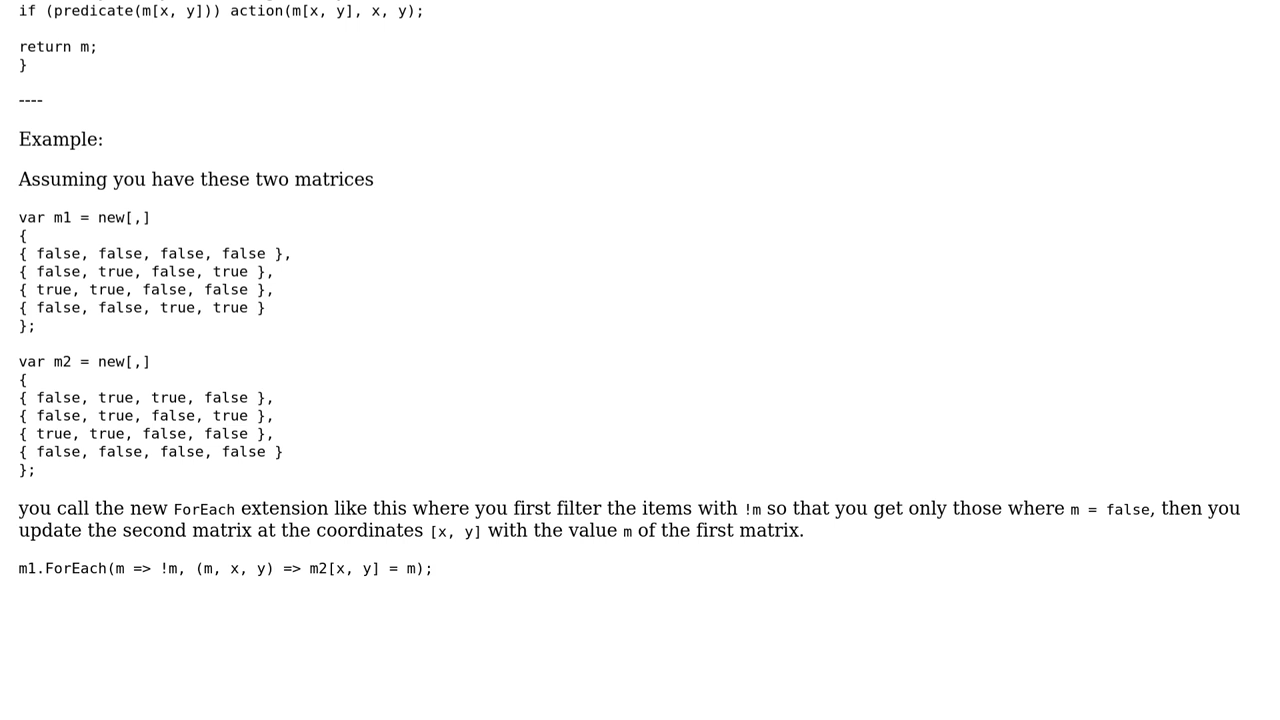 if (predicate(m[x, y])) action(m[x, y], x, y);
return m;
}
----
Example:
Assuming you have these two matrices
var m1 = new[,]
{
{ false, false, false, false },
{ false, true, false, true },
{ true, true, false, false },
{ false, false, true, true }
};
var m2 = new[,]
{
{ false, true, true, false },
{ false, true, false, true },
{ true, true, false, false },
{ false, false, false, false }
};
you call the new ForEach extension like this where you first filter the items with !m so that you get only those where m = false, then you
update the second matrix at the coordinates [x, y] with the value m of the first matrix.
m1.ForEach(m => !m, (m, x, y) => m2[x, y] = m);